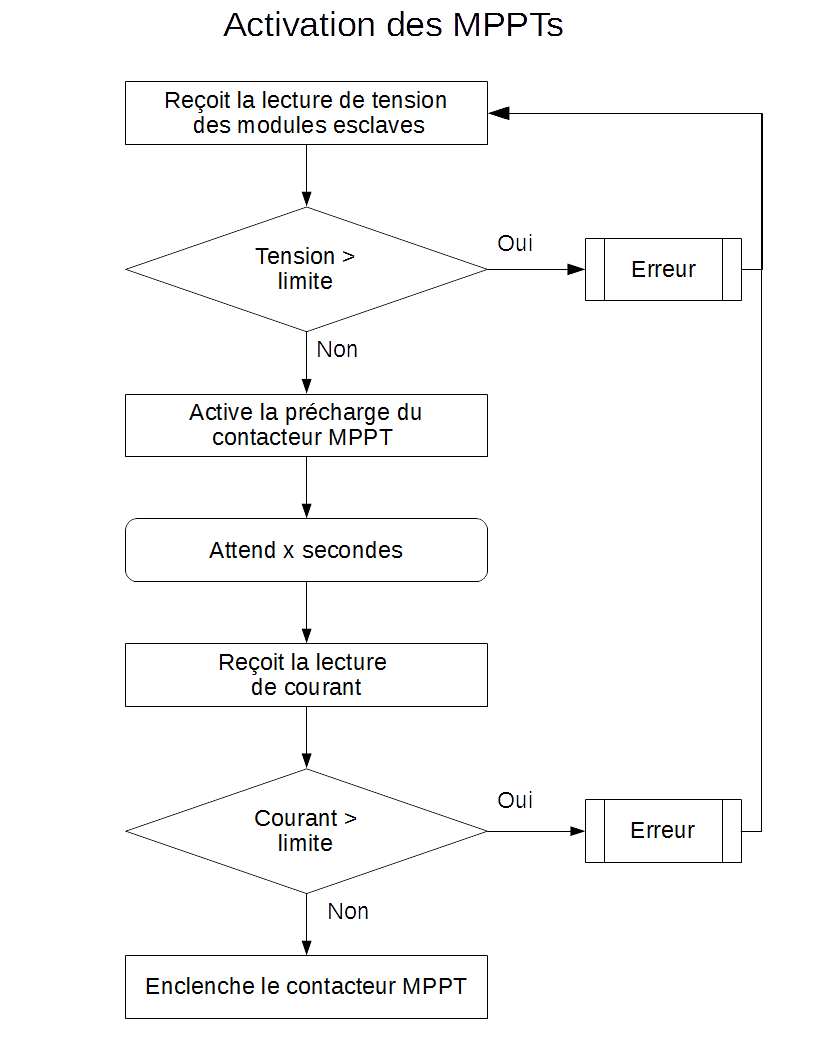 Activation des MPPTs
Reçoit la lecture de tension
des modules esclaves
Tension >
limite
Oui
Erreur
Non
Active la précharge du
contacteur MPPT
Attend x secondes
Reçoit la lecture
de courant
Courant >
limite
Oui
Erreur
Non
Enclenche le contacteur MPPT